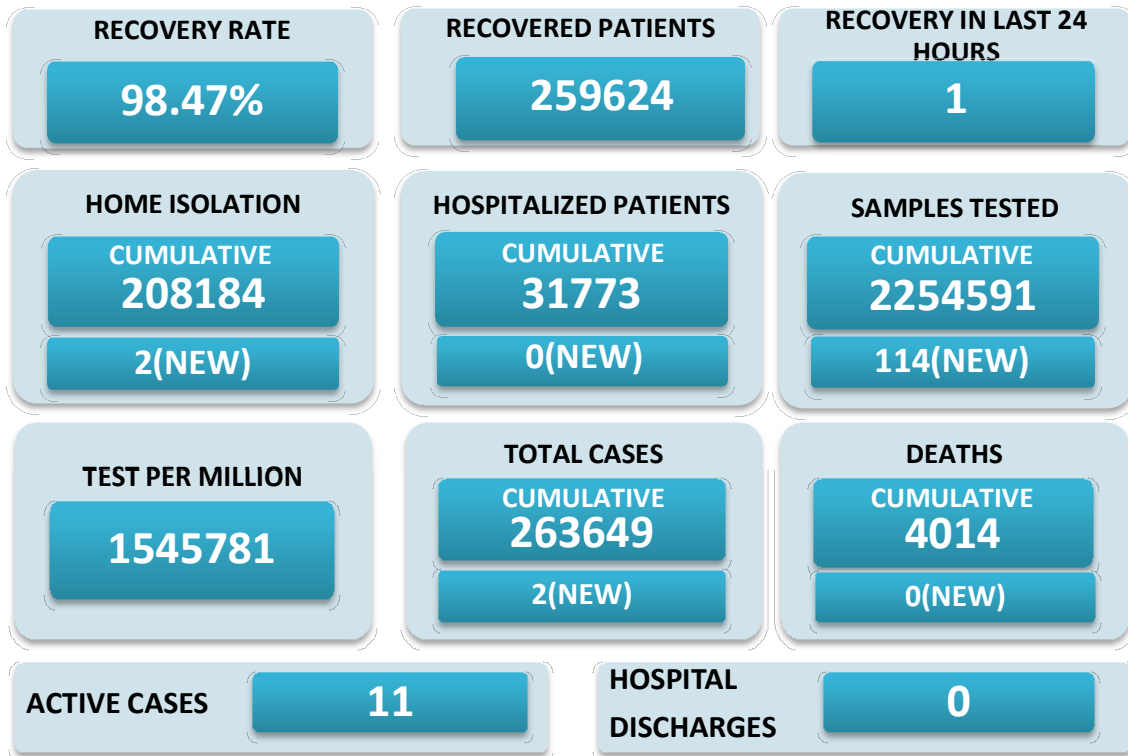 RECOVERY RATE
98.47%
RECOVERED PATIENTS
259624
RECOVERY IN LAST 24
HOURS
1
HOME ISOLATION
CUMULATIVE
208184
2(NEW)
HOSPITALIZED PATIENTS
CUMULATIVE
31773
0(NEW)
SAMPLES TESTED
CUMULATIVE
2254591
114(NEW)
TEST PER MILLION
1545781
TOTAL CASES
CUMULATIVE
263649
2(NEW)
DEATHS
CUMULATIVE
4014
0(NEW)
ACTIVE CASES
11
HOSPITAL
DISCHARGES
0